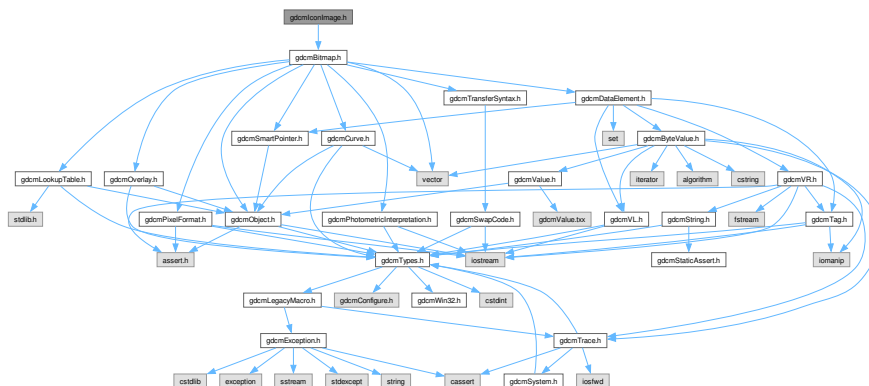 gdcmIconImage.h
gdcmBitmap.h
gdcmTransferSyntax.h
gdcmDataElement.h
gdcmSmartPointer.h
gdcmCurve.h
set
gdcmByteValue.h
gdcmLookupTable.h
gdcmOverlay.h
vector
gdcmValue.h
iterator
algorithm
cstring
gdcmVR.h
stdlib.h
gdcmPixelFormat.h
gdcmObject.h
gdcmPhotometricInterpretation.h
gdcmSwapCode.h
gdcmValue.txx
gdcmVL.h
gdcmString.h
fstream
gdcmTag.h
assert.h
gdcmTypes.h
iostream
gdcmStaticAssert.h
iomanip
gdcmLegacyMacro.h
gdcmConfigure.h
gdcmWin32.h
cstdint
gdcmException.h
gdcmTrace.h
cstdlib
exception
sstream
stdexcept
string
cassert
gdcmSystem.h
iosfwd